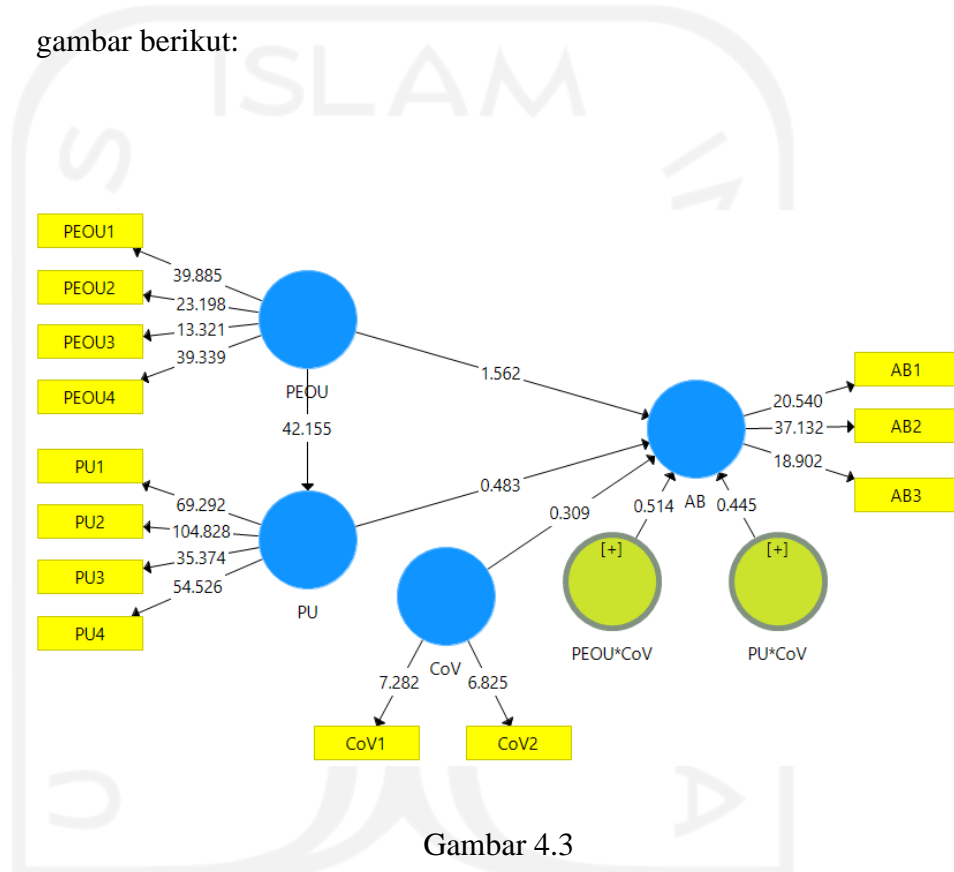 gambar berikut:
ISLAM
PEOU1
39.885
PEOU2
23.198
PEOU3
13.321
PEOU4
39.339
PEOU
1.562
42.155
AB1
20.540
AB2
37.132
AB3
18.902
AB
PU1
69.292
PU2
104.828
PU3
35.374
PU4
54.526
PU
0.483
0.309
0.514
0.445
[+]
[+]
PEOU*CoV
PU*CoV
CoV
7.282
6.825
CoV1
CoV2
Gambar 4.3